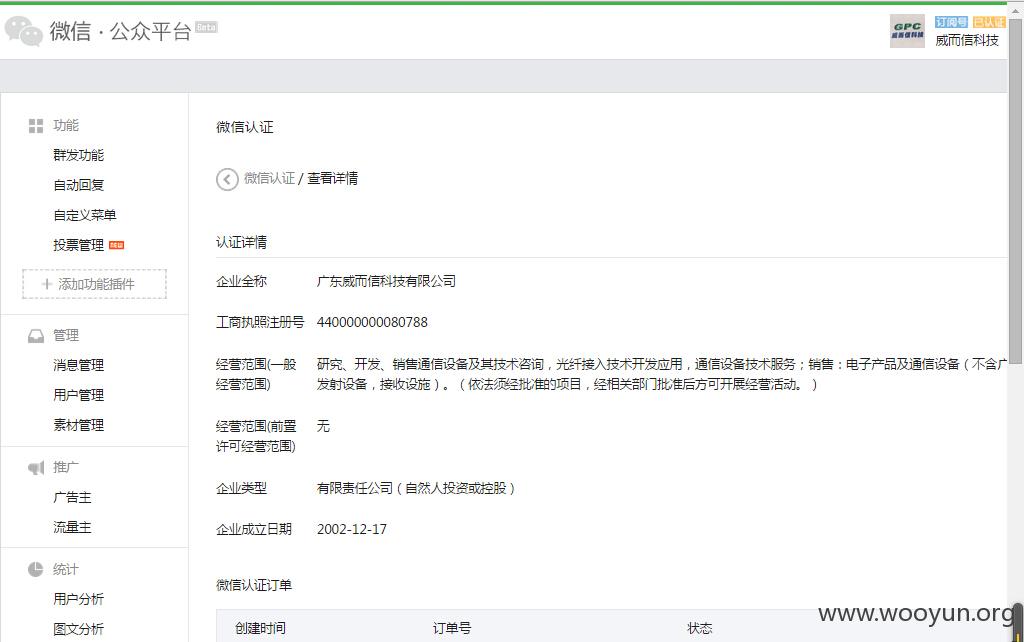 微信·公众平台 Beta
GPC
威而信科技
订阅号 已认证
威而信科技
功能
群发功能
自动回复
自定义菜单
投票管理 NEW
+ 添加功能插件
管理
消息管理
用户管理
素材管理
推广
广告主
流量主
统计
用户分析
图文分析
微信认证
微信认证 / 查看详情
认证详情
企业全称 广东威而信科技有限公司
工商执照注册号 440000000080788
经营范围(一般 研究、开发、销售通信设备及其技术咨询，光纤接入技术开发应用，通信设备技术服务；销售：电子产品及通信设备（不含广
经营范围) 发射设备，接收设施）。（依法须经批准的项目，经相关部门批准后方可开展经营活动。）
经营范围(前置 无
许可经营范围)
企业类型 有限责任公司（自然人投资或控股）
企业成立日期 2002-12-17
微信认证订单
创建时间 订单号 状态
www.wooyun.org